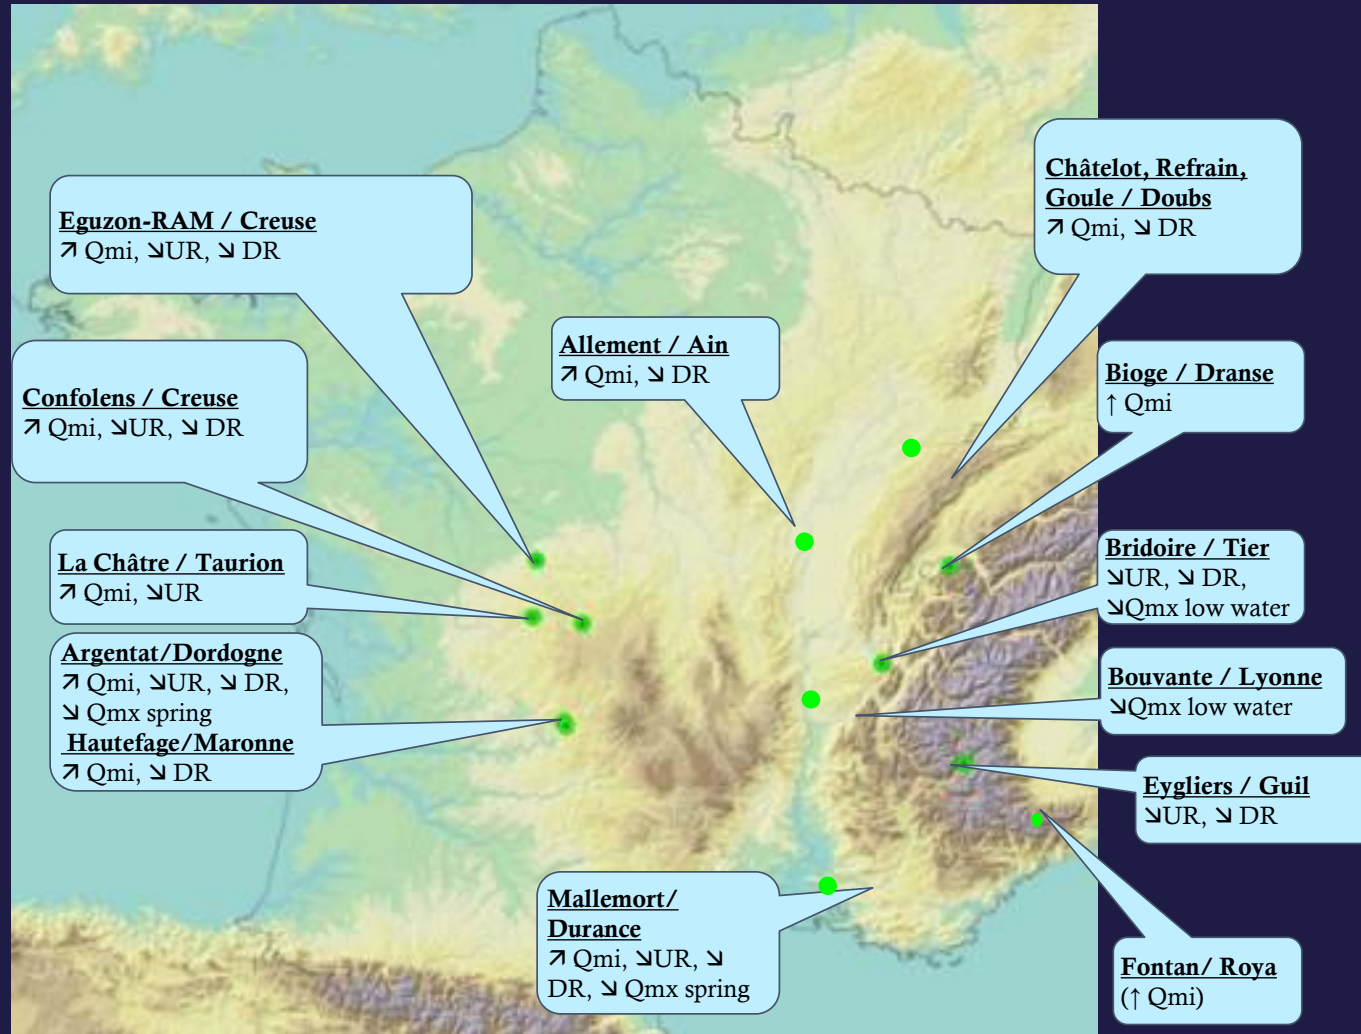 Eguzon-RAM / Creuse
↗ Qmi, ↘UR, ↘ DR
Confolens / Creuse
↗ Qmi, ↘UR, ↘ DR
La Châtre / Taurion
↗ Qmi, ↘UR
Argentat/Dordogne
↗ Qmi, ↘UR, ↘ DR,
↘ Qmx spring
Hautefage/Maronne
↗ Qmi, ↘ DR
Allement / Ain
↗ Qmi, ↘ DR
Mallemort/
Durance
↗ Qmi, ↘UR, ↘
DR, ↘ Qmx spring
Châtelot, Refrain,
Goule / Doubs
↗ Qmi, ↘ DR
Bioge / Dranse
↑ Qmi
Bridoire / Tier
↘UR, ↘ DR,
↘Qmx low water
Bouvante / Lyonne
↘Qmx low water
Eygliers / Guil
↘UR, ↘ DR
Fontan/ Roya
(↑ Qmi)